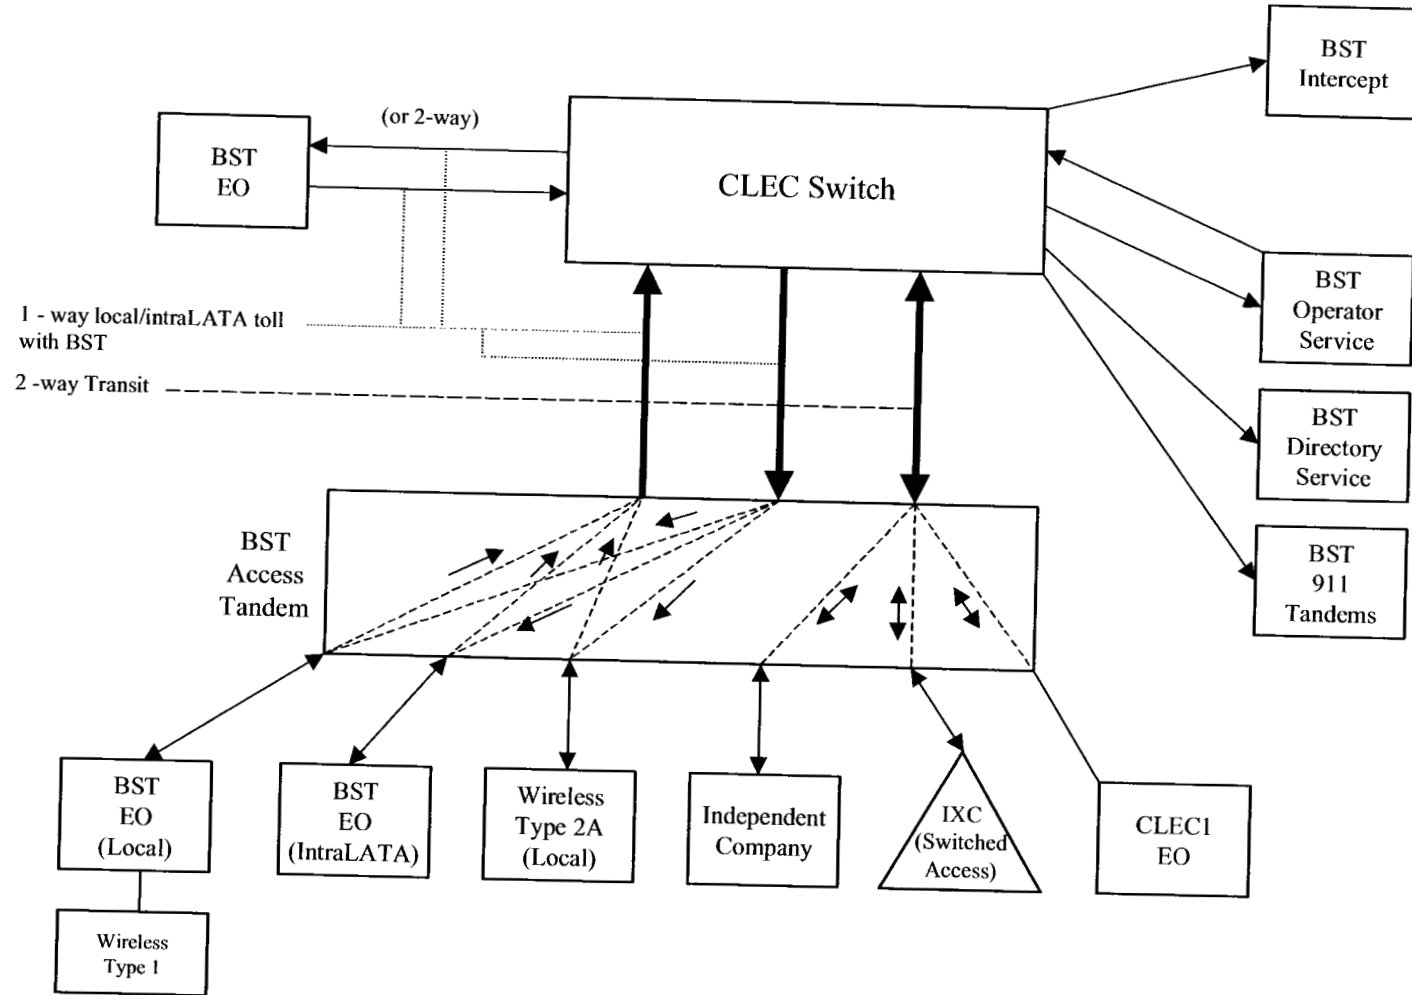 BST
Intercept
(or 2-way)
BST
EO
CLEC Switch
BST
Operator
Service
1 - way local/intraLATA toll
with BST
2 -way Transit
BST
Directory
Service
BST
Access
Tandem
BST
911
Tandems
BST
EO
(Local)
BST
EO
(IntraLATA)
Wireless
Type 2A
(Local)
Independent
Company
IXC
(Switched
Access)
CLEC1
EO
Wireless
Type 1